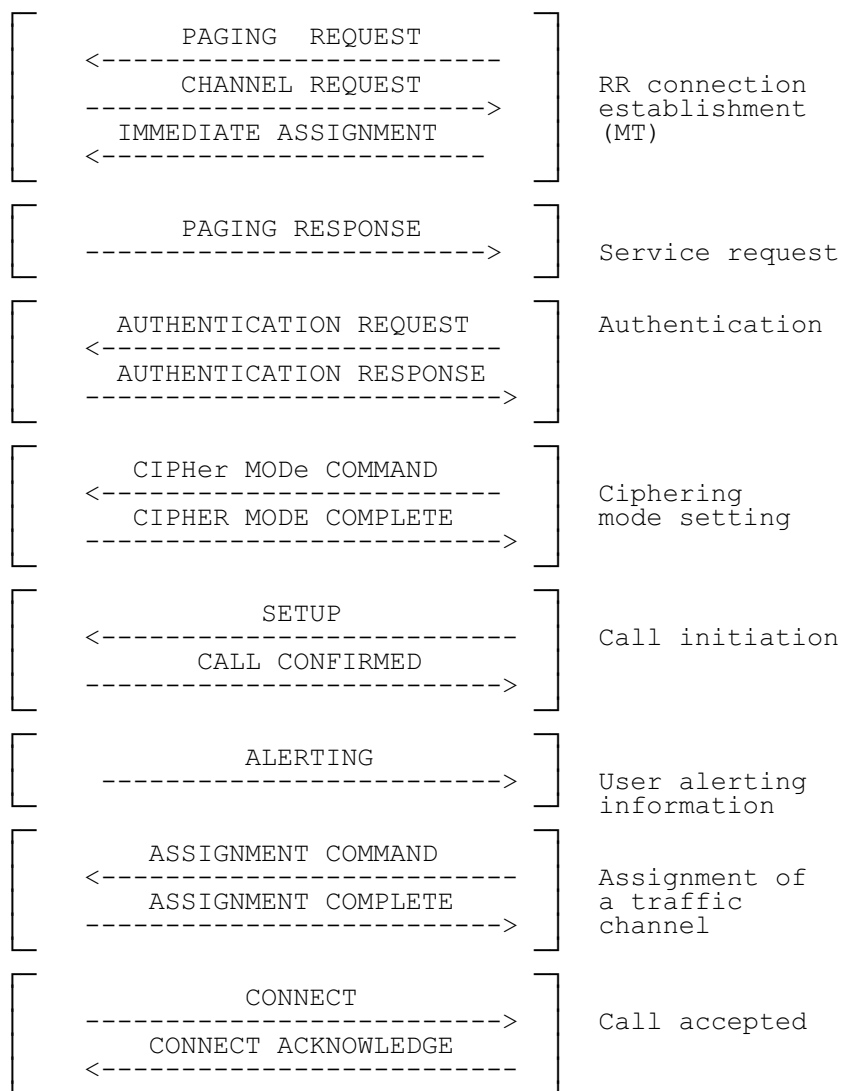 PAGING  REQUEST
<-------------------------
CHANNEL REQUEST
RR connection
------------------------->
establishment
IMMEDIATE ASSIGNMENT
(MT)
<------------------------
PAGING RESPONSE
------------------------->
Service request
AUTHENTICATION REQUEST
Authentication
<-------------------------
AUTHENTICATION RESPONSE
-------------------------->
CIPHer MODe COMMAND
<-------------------------
Ciphering
CIPHER MODE COMPLETE
mode setting
-------------------------->
SETUP
<--------------------------
Call initiation
CALL CONFIRMED
-------------------------->
ALERTING
------------------------->
User alerting
information
ASSIGNMENT COMMAND
<--------------------------
Assignment of
ASSIGNMENT COMPLETE
a traffic
-------------------------->
channel
CONNECT
-------------------------->
Call accepted
CONNECT ACKNOWLEDGE
<--------------------------